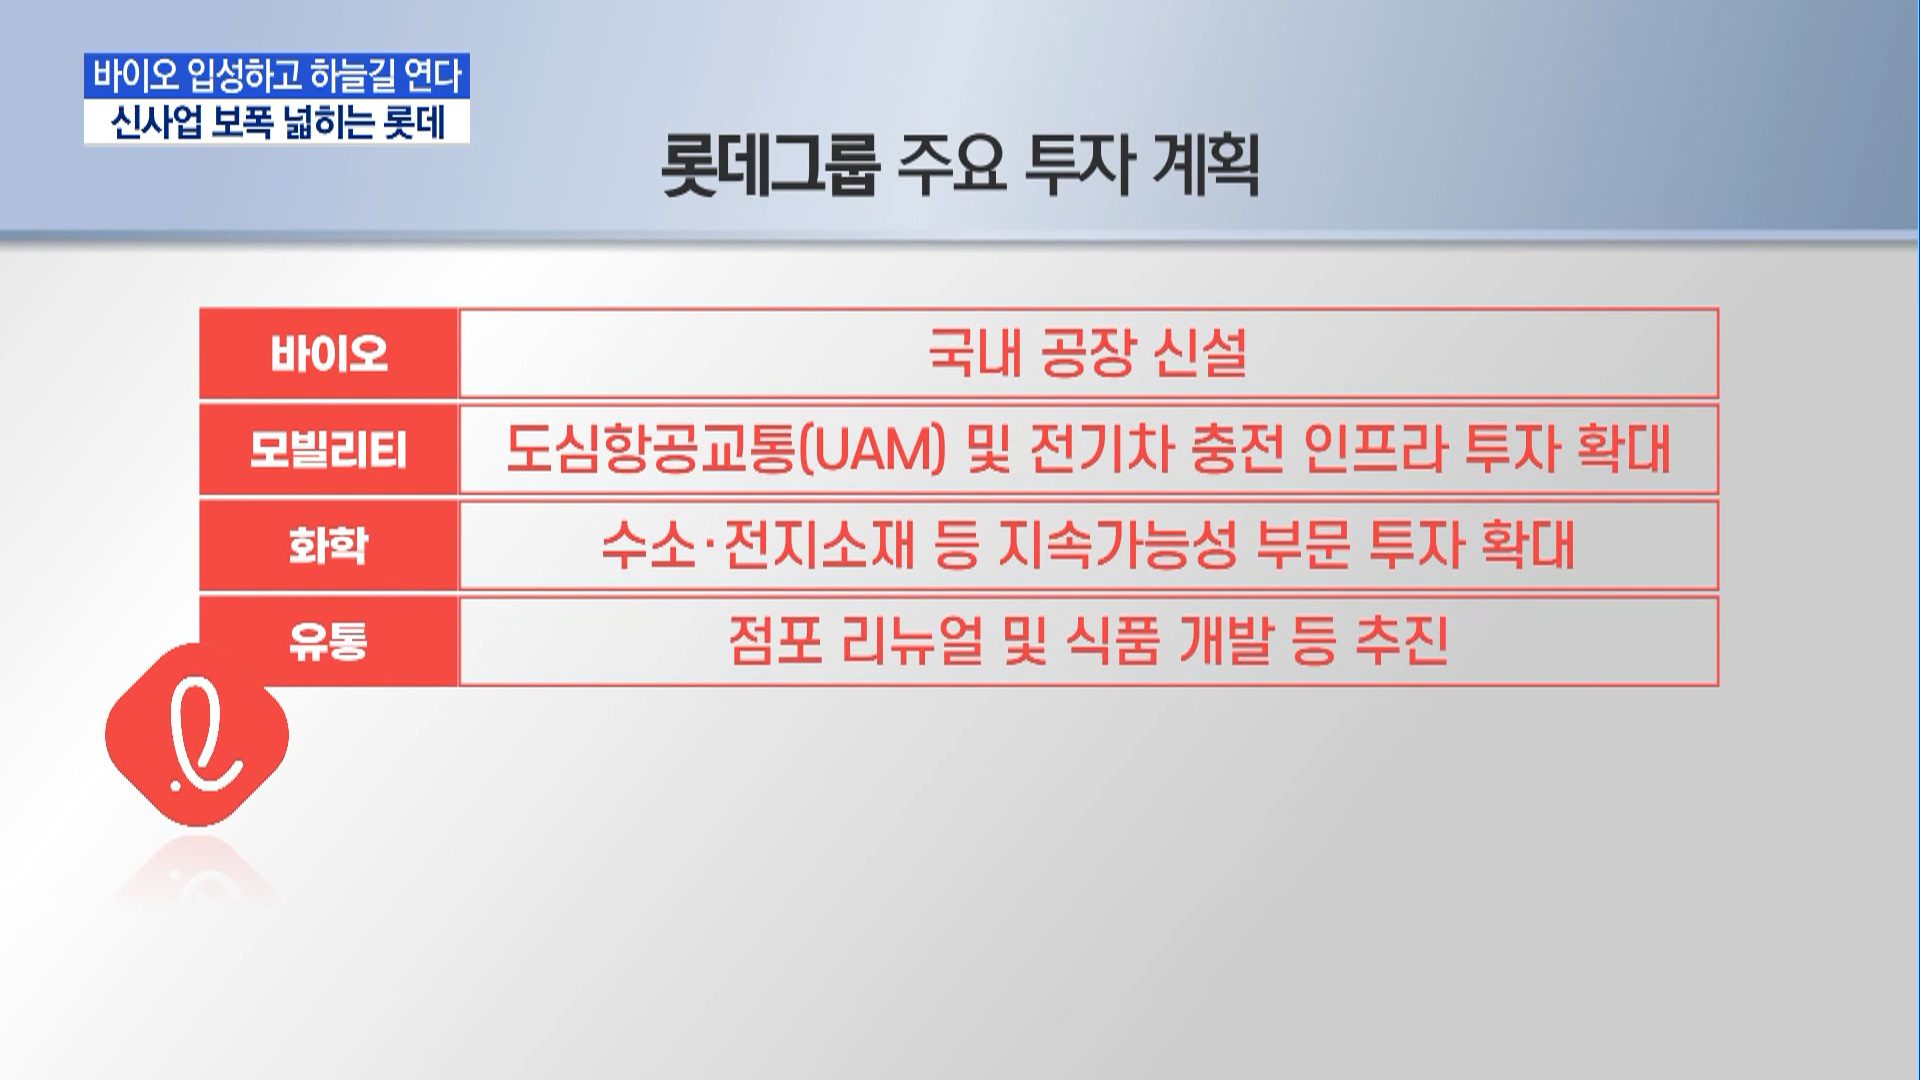 바이오 입성하고 하늘길 연다
신사업 보폭 넓히는 롯데
롯데그룹 주요 투자 계획
바이오 국내 공장 신설
모빌리티 도심항공교통(UAM) 및 전기차 충전 인프라 투자 확대
화학 수소·전지소재 등 지속가능성 부문 투자 확대
유통 점포 리뉴얼 및 식품 개발 등 추진